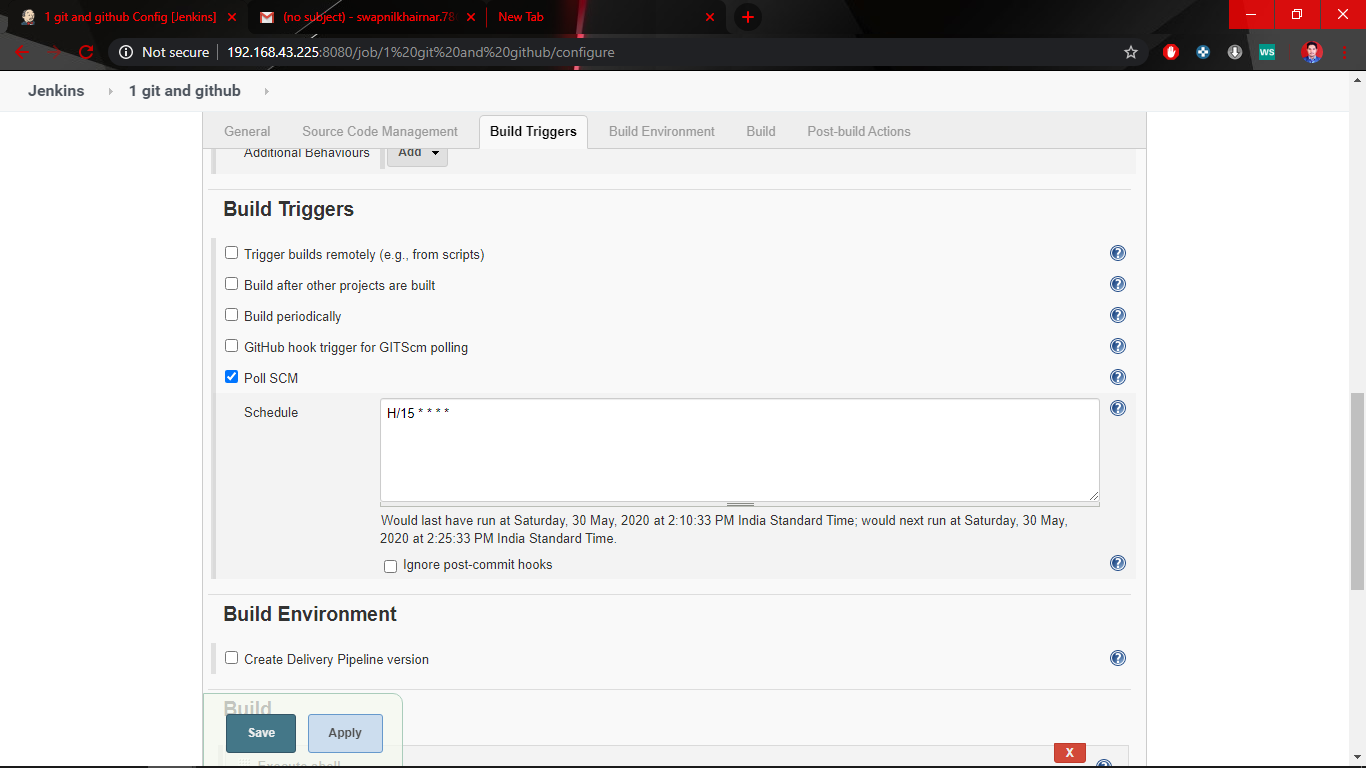 1 git and github Config [Jenkins]
(no subject) - swapnilkhairnar.78
New Tab
Not secure | 192.168.43.225:8080/job/1%20git%20and%20github/configure
ws
Jenkins
1 git and github
General
Source Code Management
Build Triggers
Build Environment
Build
Post-build Actions
Additional Behaviours
Add
Build Triggers
Trigger builds remotely (e.g., from scripts)
Build after other projects are built
Build periodically
GitHub hook trigger for GITScm polling
Poll SCM
Schedule
H/15 * * * *
Would last have run at Saturday, 30 May, 2020 at 2:10:33 PM India Standard Time; would next run at Saturday, 30 May,
2020 at 2:25:33 PM India Standard Time.
Ignore post-commit hooks
Build Environment
Create Delivery Pipeline version
Build
Save
Apply
X
Execute shell